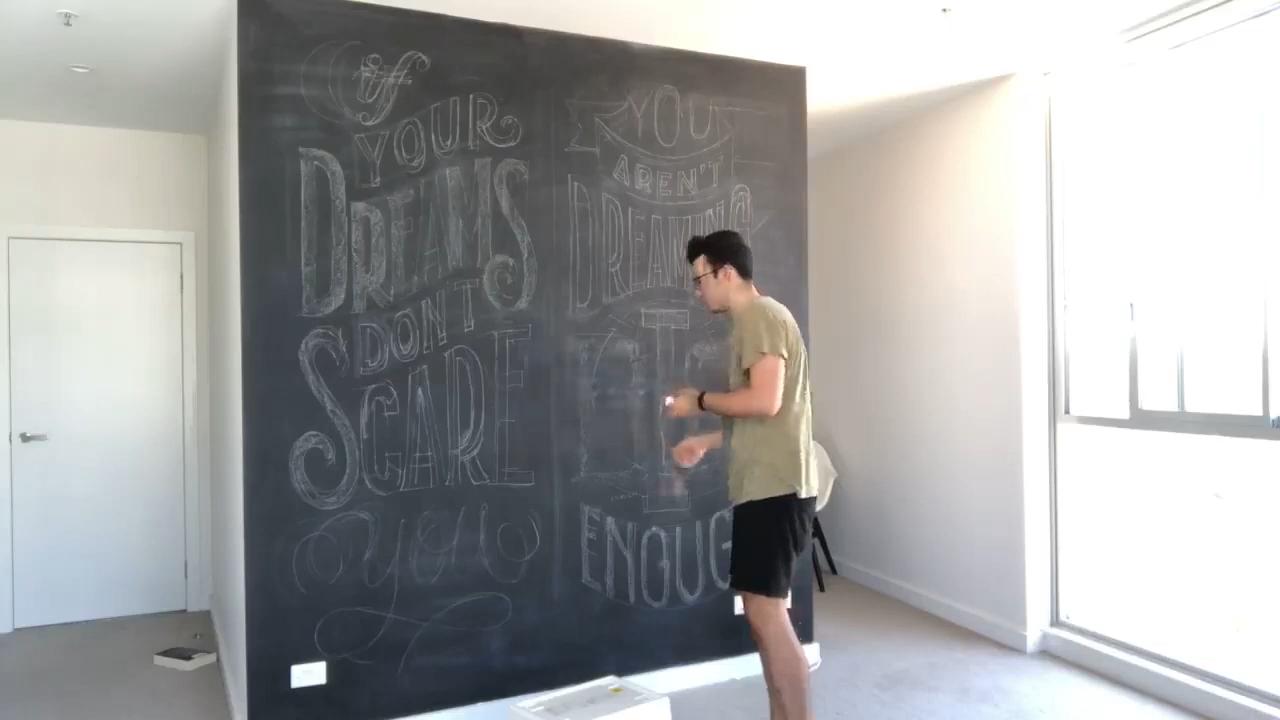 if
YOUR
DREAMS
DON'T
SCARE
you
YOU
AREN'T
DREAMING
ENOUG